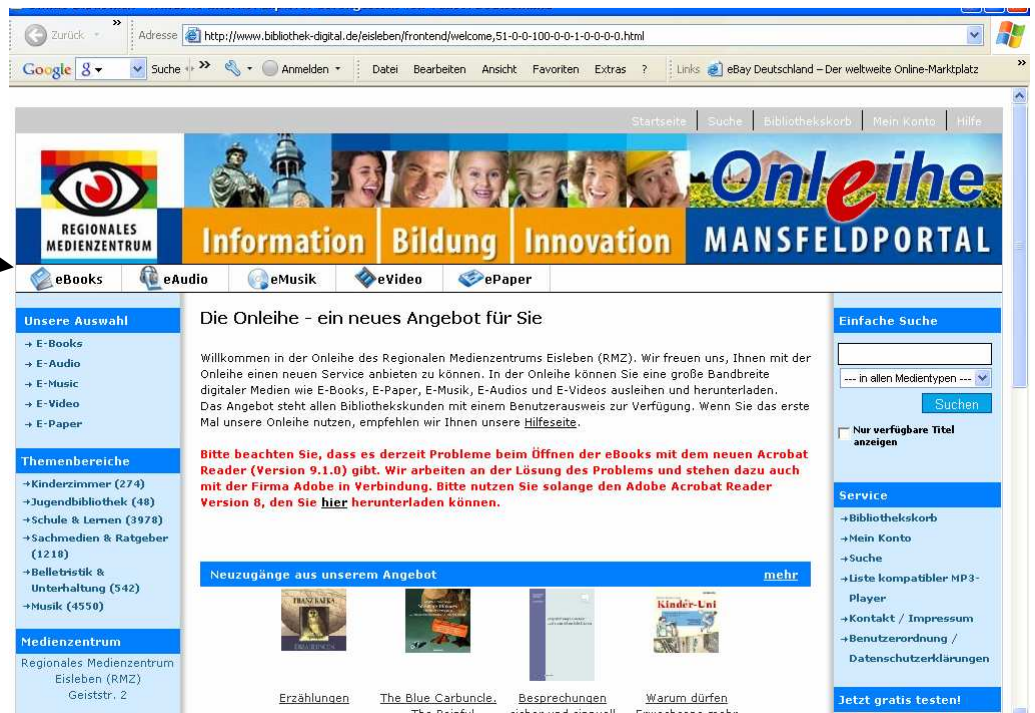 Zurück
Adresse http://www.bibliothek-digital.de/eisleben/frontend/welcome,51-0-0-100-0-0-1-0-0-0-0.html
Google Suche Anmelden Datei Bearbeiten Ansicht Favoriten Extras ? Links eBay Deutschland – Der weltweite Online-Marktplatz
Startseite Suche Bibliothekskorb Mein Konto Hilfe
REGIONALES
MEDIENZENTRUM
Information Bildung Innovation
Onleihe
MANSFELDPORTAL
eBooks eAudio eMusik eVideo ePaper
Unsere Auswahl
E-Books
E-Audio
E-Music
E-Video
E-Paper
Themenbereiche
Kinderzimmer (274)
Jugendbibliothek (48)
Schule & Lernen (3978)
Sachmedien & Ratgeber
(1218)
Belletristik &
Unterhaltung (542)
Musik (4550)
Medienzentrum
Regionales Medienzentrum
Eisleben (RMZ)
Geiststr. 2
Die Onleihe - ein neues Angebot für Sie
Willkommen in der Onleihe des Regionalen Medienzentrums Eisleben (RMZ). Wir freuen uns, Ihnen mit der
Onleihe einen neuen Service anbieten zu können. In der Onleihe können Sie eine große Bandbreite
digitaler Medien wie E-Books, E-Paper, E-Musik, E-Audios und E-Videos ausleihen und herunterladen.
Das Angebot steht allen Bibliothekskunden mit einem Benutzerausweis zur Verfügung. Wenn Sie das erste
Mal unsere Onleihe nutzen, empfehlen wir Ihnen unsere Hilfeseite.
Bitte beachten Sie, dass es derzeit Probleme beim Öffnen der eBooks mit dem neuen Acrobat
Reader (Version 9.1.0) gibt. Wir arbeiten an der Lösung des Problems und stehen dazu auch
mit der Firma Adobe in Verbindung. Bitte nutzen Sie solange den Adobe Acrobat Reader
Version 8, den Sie hier herunterladen können.
Neuzugänge aus unserem Angebot mehr
FRANZ KAFKA
Kinder-Uni
Erzählungen
The Blue Carbuncle.
Besprechungen
Warum dürfen
Einfache Suche
--- in allen Medientypen ---
Suchen
Nur verfügbare Titel
anzeigen
Service
Bibliothekskorb
Mein Konto
Suche
Liste kompatibler MP3-
Player
Kontakt / Impressum
Benutzerordnung /
Datenschutzerklärungen
Jetzt gratis testen!